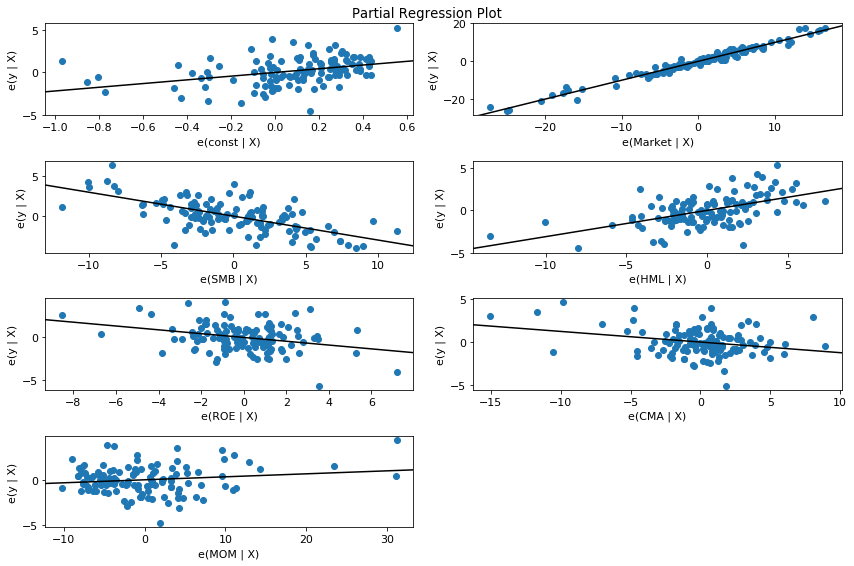 Partial Regression Plot
e(y | X)
5
0
−5
−1.0 −0.8 −0.6 −0.4 −0.2 0.0 0.2 0.4 0.6
e(const | X)
e(y | X)
20
0
−20
−20 −10 0 10
e(Market | X)
e(y | X)
5
0
−10 −5 0 5 10
e(SMB | X)
e(y | X)
5
0
−5
−10 −5 0 5
e(HML | X)
e(y | X)
0
−5
−8 −6 −4 −2 0 2 4 6
e(ROE | X)
e(y | X)
5
0
−5
−15 −10 −5 0 5 10
e(CMA | X)
e(y | X)
0
−5
−10 0 10 20 30
e(MOM | X)